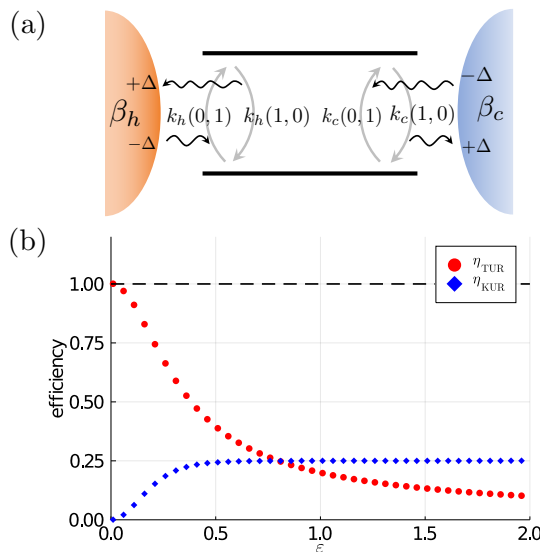 (a)
+Δ −Δ
β_h k_h(0,1) k_h(1,0) k_c(0,1) k_c(1,0) β_c
−Δ +Δ
(b)
1.00
0.75
0.50
0.25
0.00
efficiency
η_TUR
η_KUR
0.0 0.5 1.0 1.5 2.0
ε